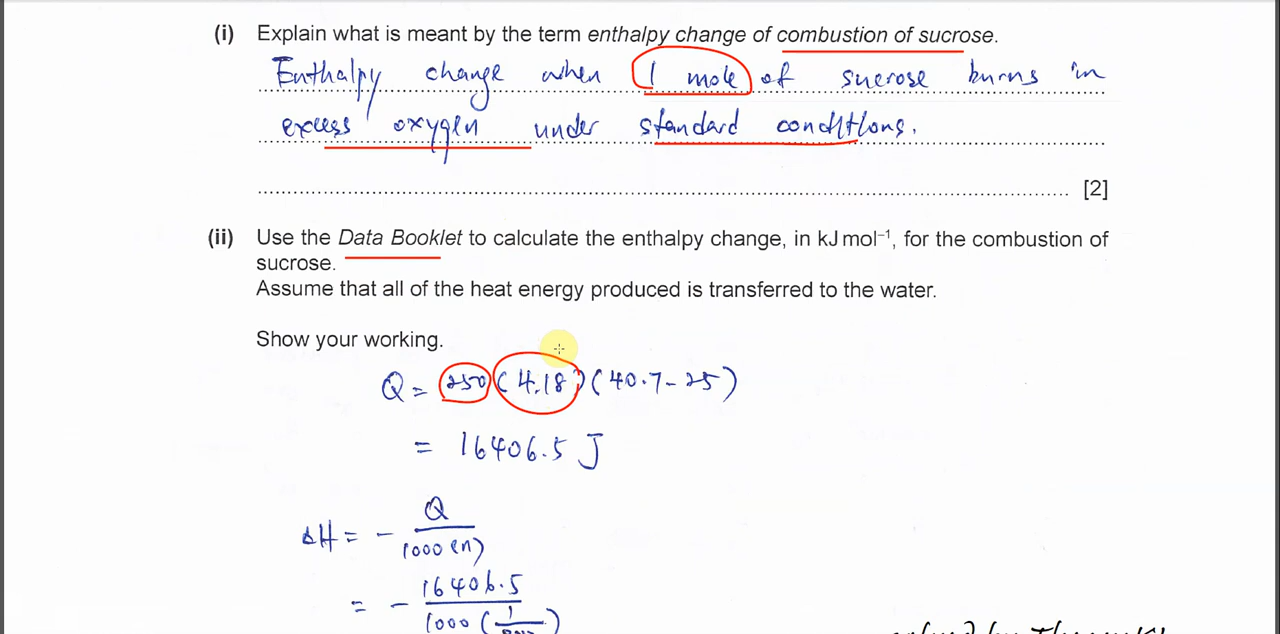 (i) Explain what is meant by the term enthalpy change of combustion of sucrose.
Enthalpy change when 1 mole of sucrose burns in
excess oxygen under standard conditions.
[2]
(ii) Use the Data Booklet to calculate the enthalpy change, in kJ mol⁻¹, for the combustion of
sucrose.
Assume that all of the heat energy produced is transferred to the water.
Show your working.
Q = 250 (4.18) (40.7-25)
= 16406.5 J
ΔH = - Q / 1000 (n)
= - 16406.5 / 1000 ( 1 / )